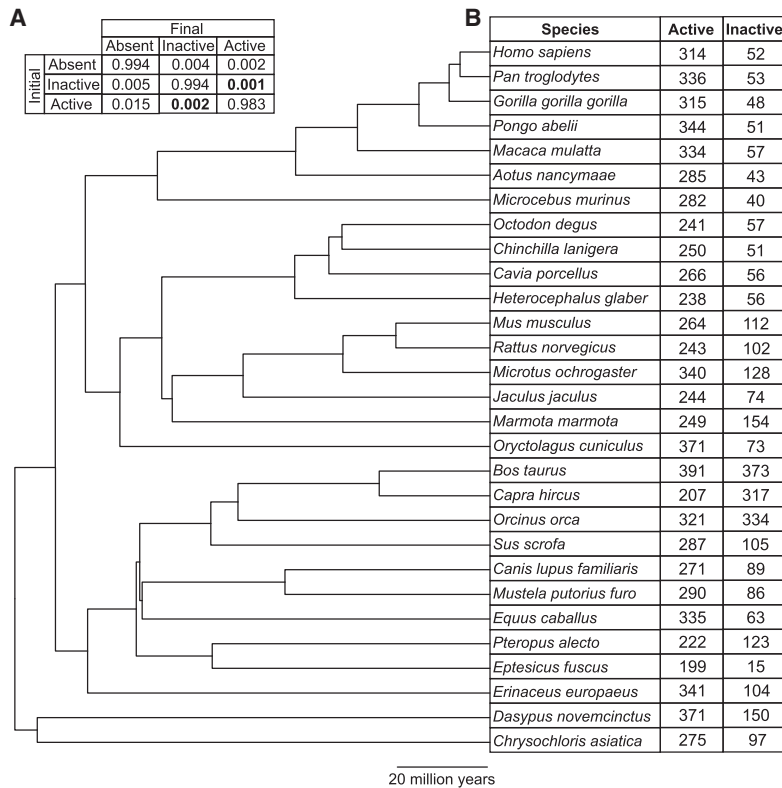 A
Final
Absent Inactive Active
Initial
Absent 0.994 0.004 0.002
Inactive 0.005 0.994 0.001
Active 0.015 0.002 0.983
B
Species Active Inactive
Homo sapiens 314 52
Pan troglodytes 336 53
Gorilla gorilla gorilla 315 48
Pongo abelii 344 51
Macaca mulatta 334 57
Aotus nancymaae 285 43
Microcebus murinus 282 40
Octodon degus 241 57
Chinchilla lanigera 250 51
Cavia porcellus 266 56
Heterocephalus glaber 238 56
Mus musculus 264 112
Rattus norvegicus 243 102
Microtus ochrogaster 340 128
Jaculus jaculus 244 74
Marmota marmota 249 154
Oryctolagus cuniculus 371 73
Bos taurus 391 373
Capra hircus 207 317
Orcinus orca 321 334
Sus scrofa 287 105
Canis lupus familiaris 271 89
Mustela putorius furo 290 86
Equus caballus 335 63
Pteropus alecto 222 123
Eptesicus fuscus 199 15
Erinaceus europaeus 341 104
Dasypus novemcinctus 371 150
Chrysochloris asiatica 275 97
20 million years